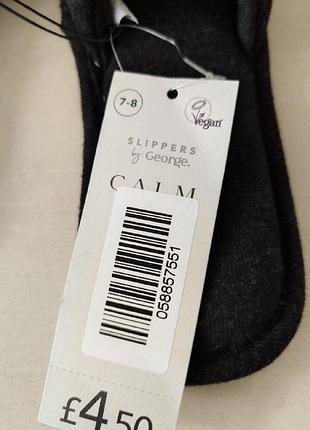 7-8
Vegan
SLIPPERS
by George.
CALM
058857551
£4.50